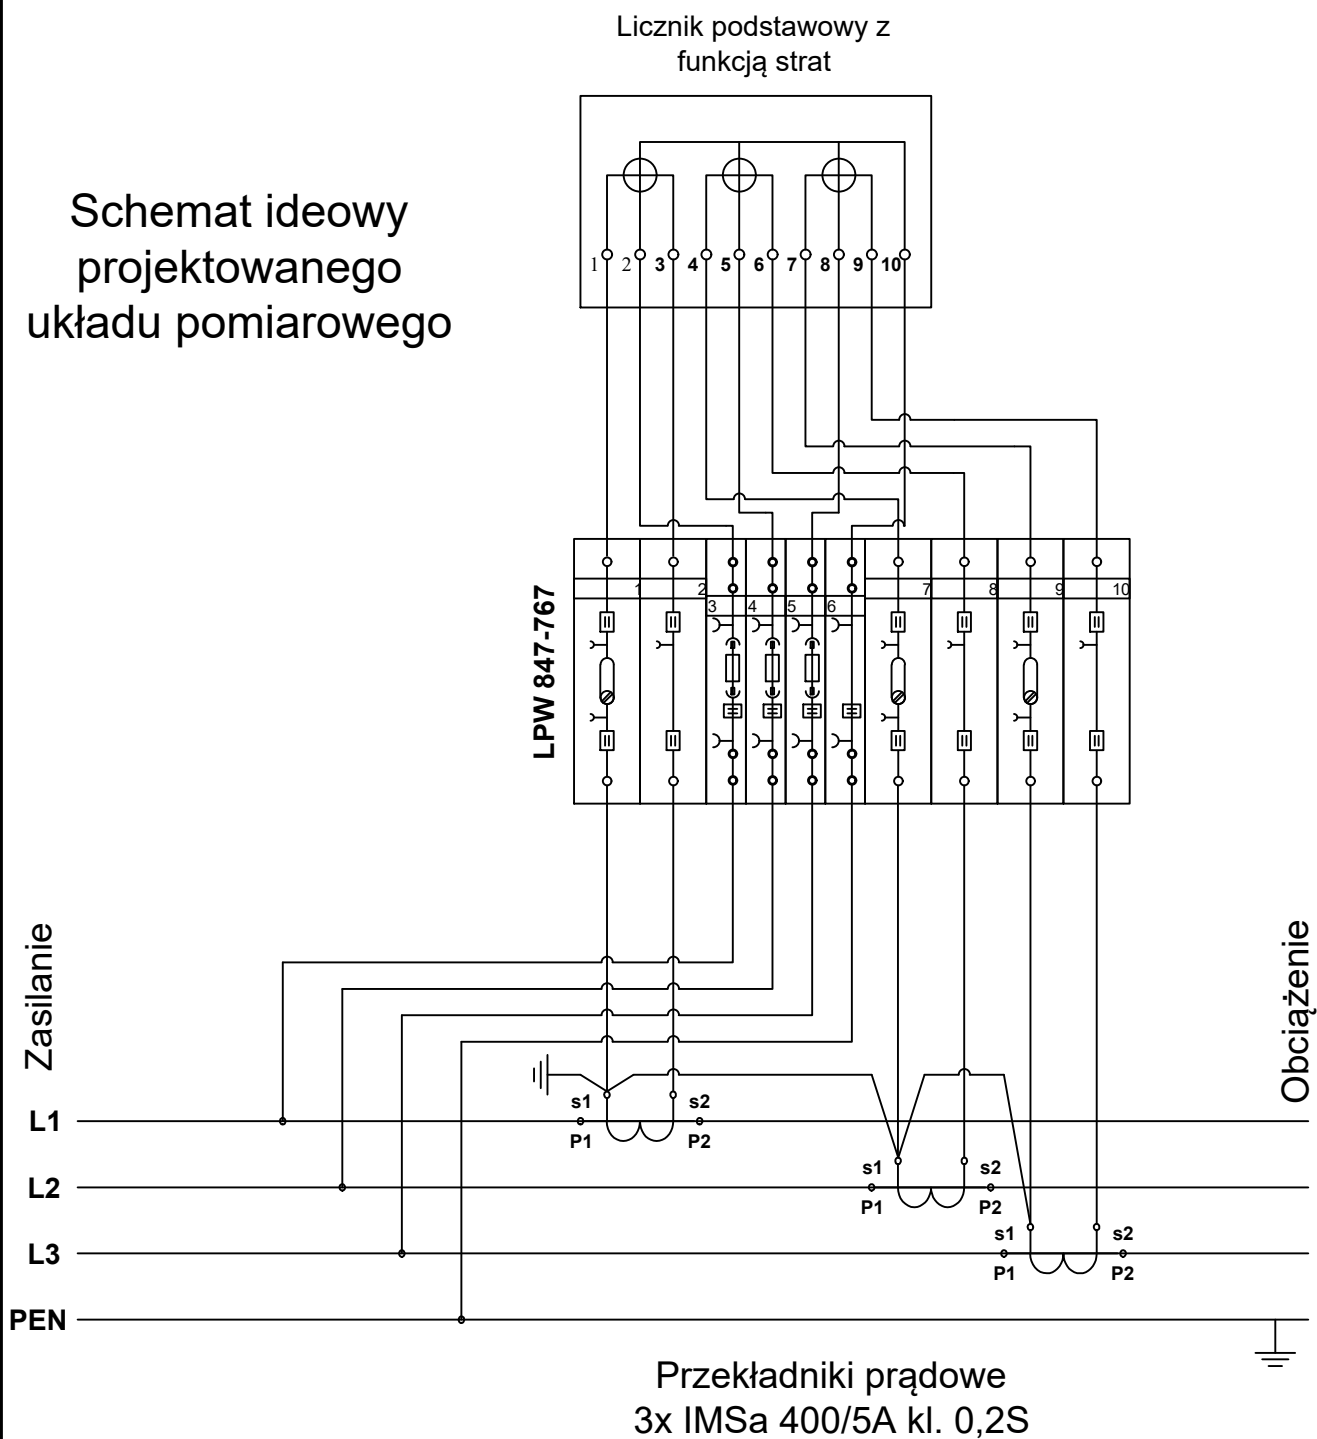 Licznik podstawowy z
funkcją strat
Schemat ideowy
projektowanego
układu pomiarowego
1 2 3 4 5 6 7 8 9 10
LPW 847-767
1 2 3 4 5 6 7 8 9 10
Zasilanie
Obciążenie
L1
s1 s2
P1 P2
L2
s1 s2
P1 P2
L3
s1 s2
P1 P2
PEN
Przekładniki prądowe
3x IMSa 400/5A kl. 0,2S